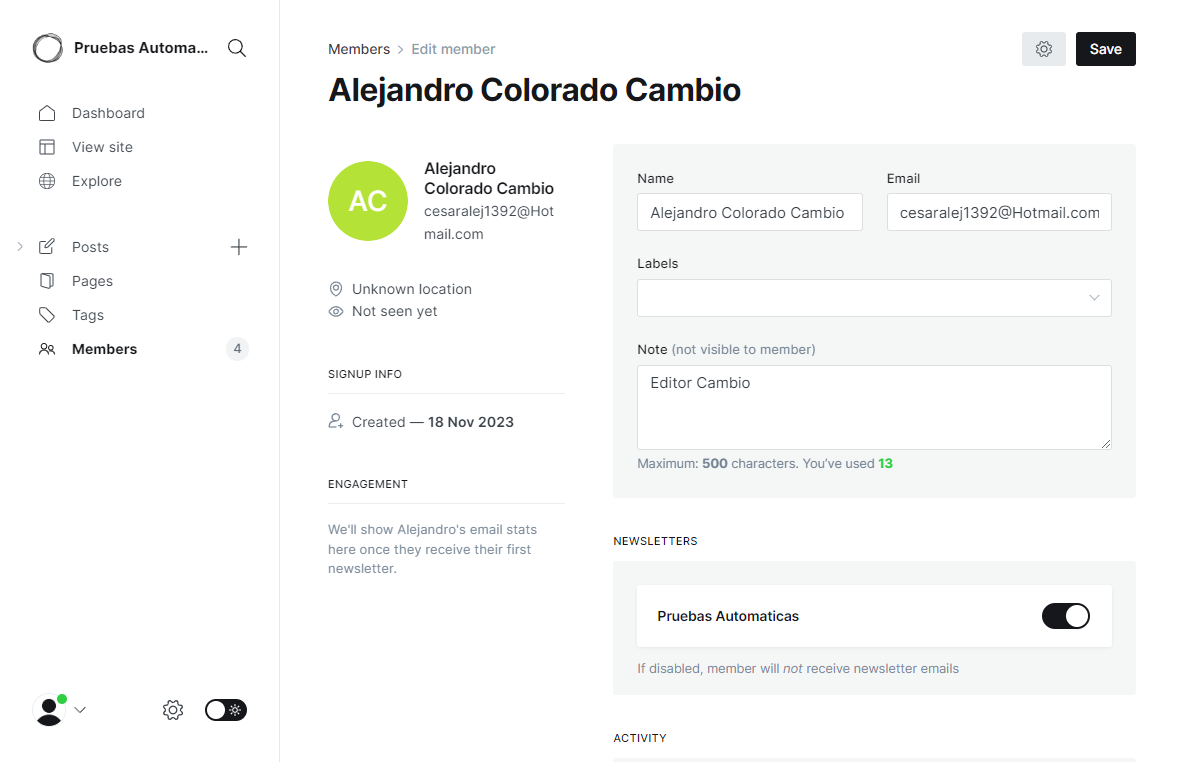 Pruebas Automa...
Dashboard
View site
Explore
Posts
Pages
Tags
Members
4
Members > Edit member
Save
Alejandro Colorado Cambio
AC
Alejandro
Colorado Cambio
cesaralej1392@Hot
mail.com
Unknown location
Not seen yet
SIGNUP INFO
Created — 18 Nov 2023
ENGAGEMENT
We'll show Alejandro's email stats
here once they receive their first
newsletter.
Name
Email
Alejandro Colorado Cambio
cesaralej1392@Hotmail.com
Labels
Note (not visible to member)
Editor Cambio
Maximum: 500 characters. You've used 13
NEWSLETTERS
Pruebas Automaticas
If disabled, member will not receive newsletter emails
ACTIVITY